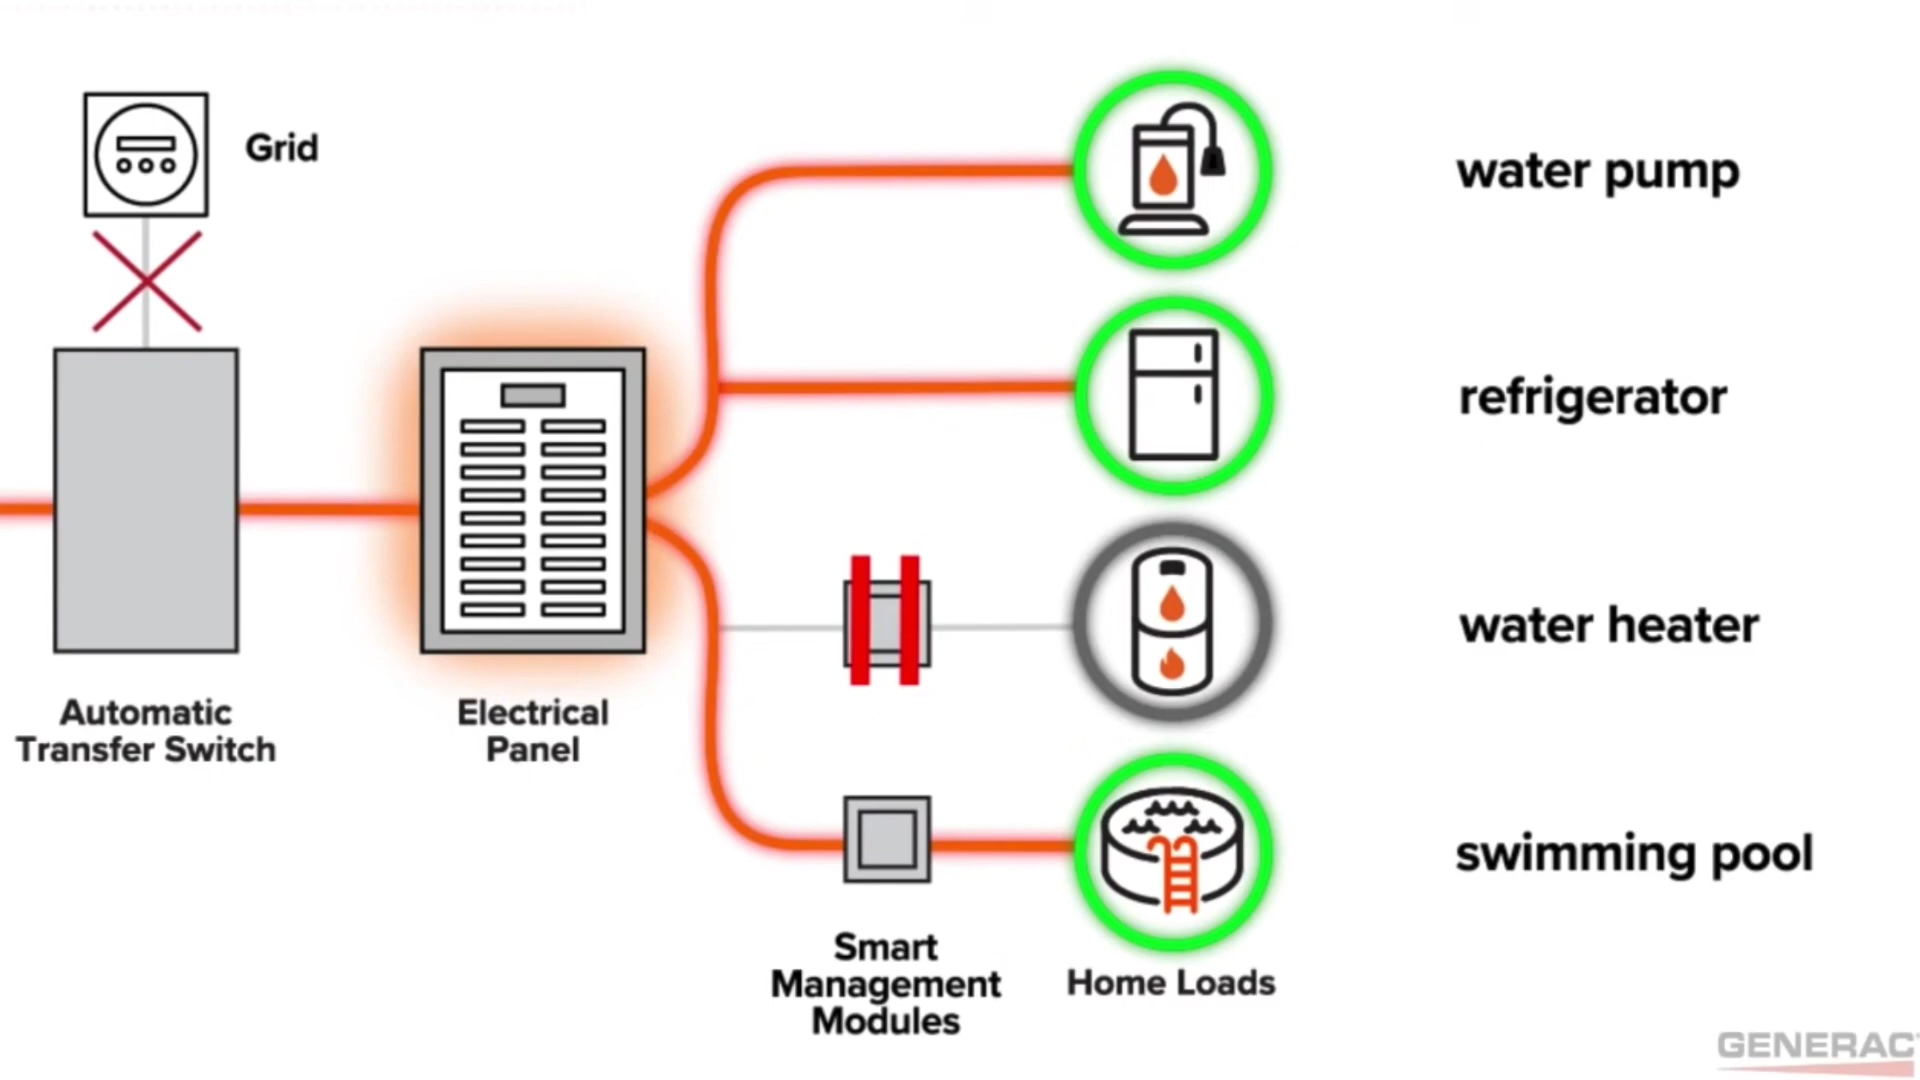 Grid
water pump
refrigerator
water heater
Automatic
Transfer Switch
Electrical
Panel
swimming pool
Smart
Management
Modules
Home Loads
GENERAC